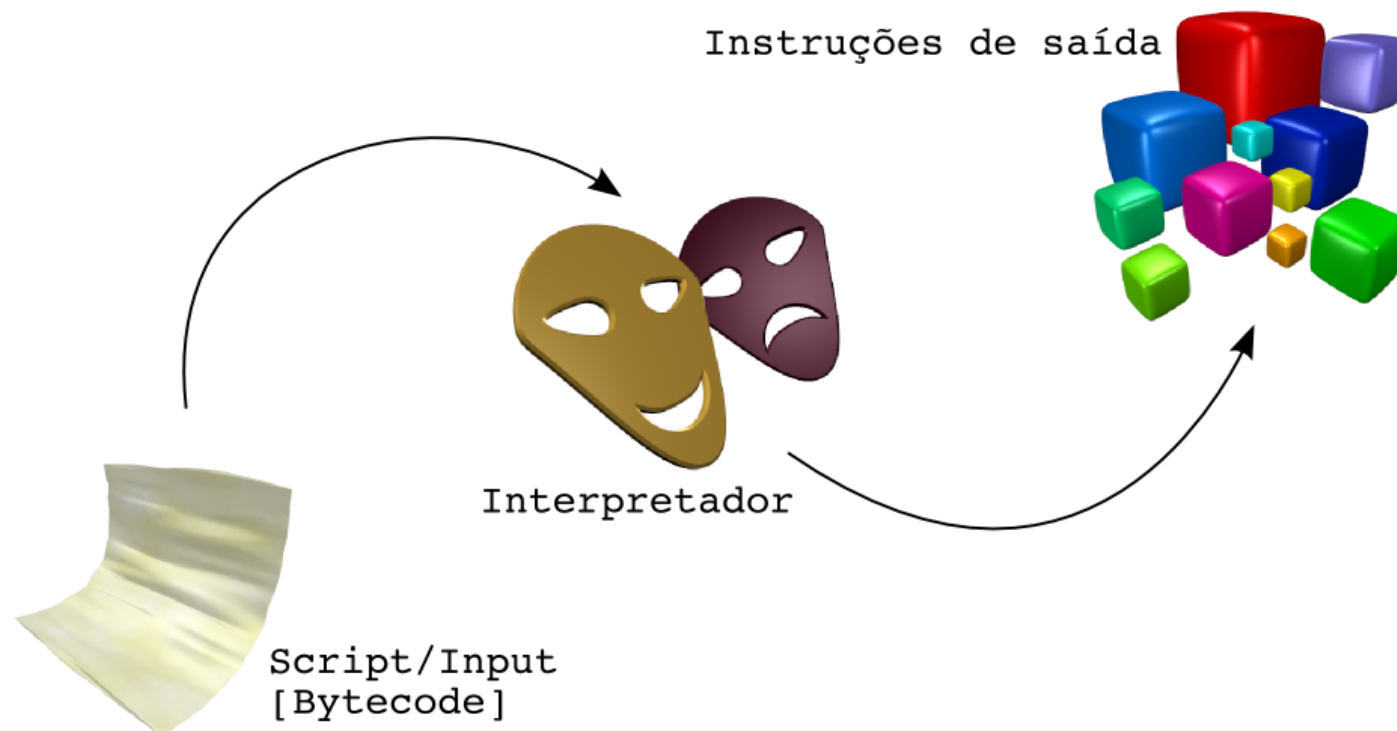 Instruções de saída
Interpretador
Script/Input
[Bytecode]